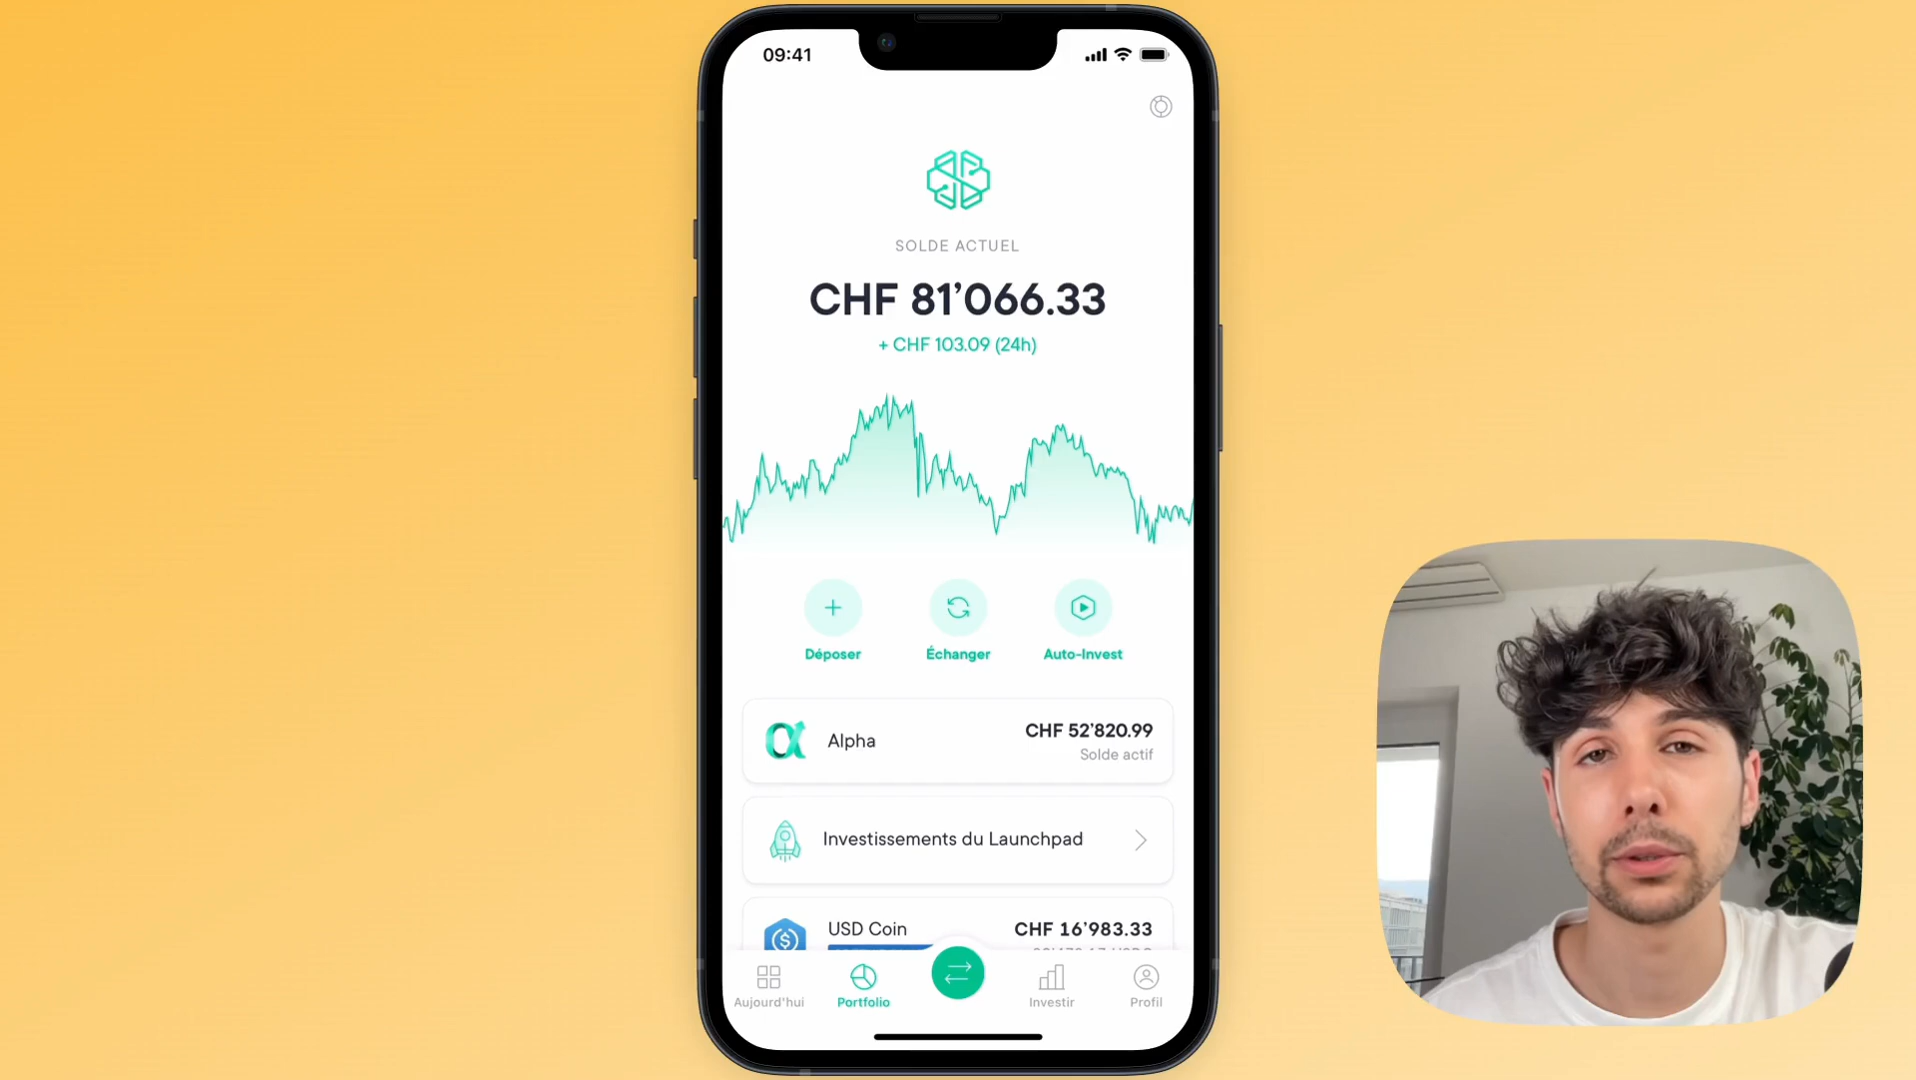 09:41
SOLDE ACTUEL
CHF 81’066.33
+ CHF 103.09 (24h)
Déposer
Échanger
Auto-Invest
Alpha
CHF 52’820.99
Solde actif
Investissements du Launchpad
USD Coin
CHF 16’983.33
Aujourd'hui
Portfolio
Investir
Profil